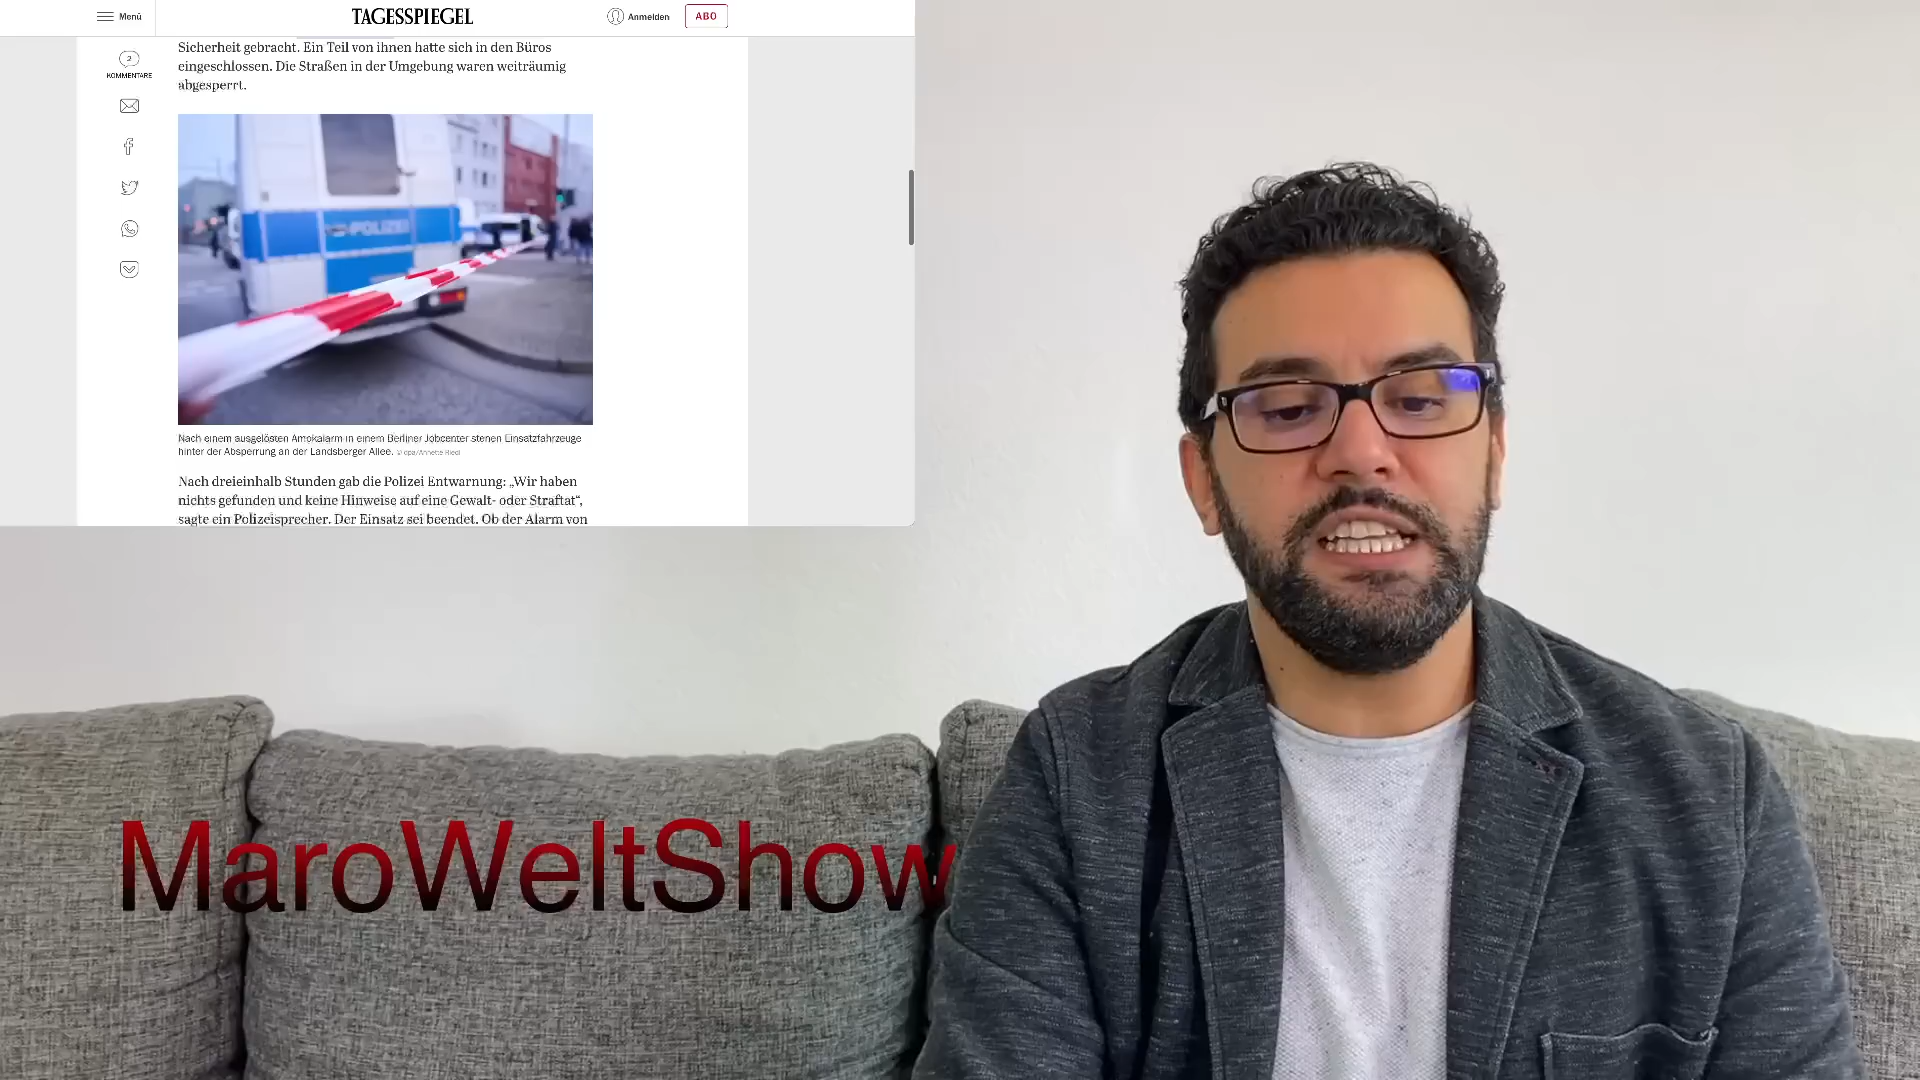 Menü
TAGESSPIEGEL
Anmelden
ABO
2
KOMMENTARE
Sicherheit gebracht. Ein Teil von ihnen hatte sich in den Büros
eingeschlossen. Die Straßen in der Umgebung waren weiträumig
abgesperrt.
POLIZEI
Nach einem ausgelösten Amokalarm in einem Berliner Jobcenter stehen Einsatzfahrzeuge
hinter der Absperrung an der Landsberger Allee. © dpa/Annette Riedl
Nach dreieinhalb Stunden gab die Polizei Entwarnung: „Wir haben
nichts gefunden und keine Hinweise auf eine Gewalt- oder Straftat“,
sagte ein Polizeisprecher. Der Einsatz sei beendet. Ob der Alarm von
MaroWeltShow